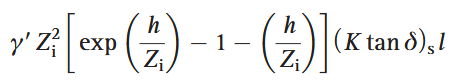 γ′ Z_i^2 [ exp ( h / Z_i ) − 1 − ( h / Z_i ) ] (K tan δ)_s l